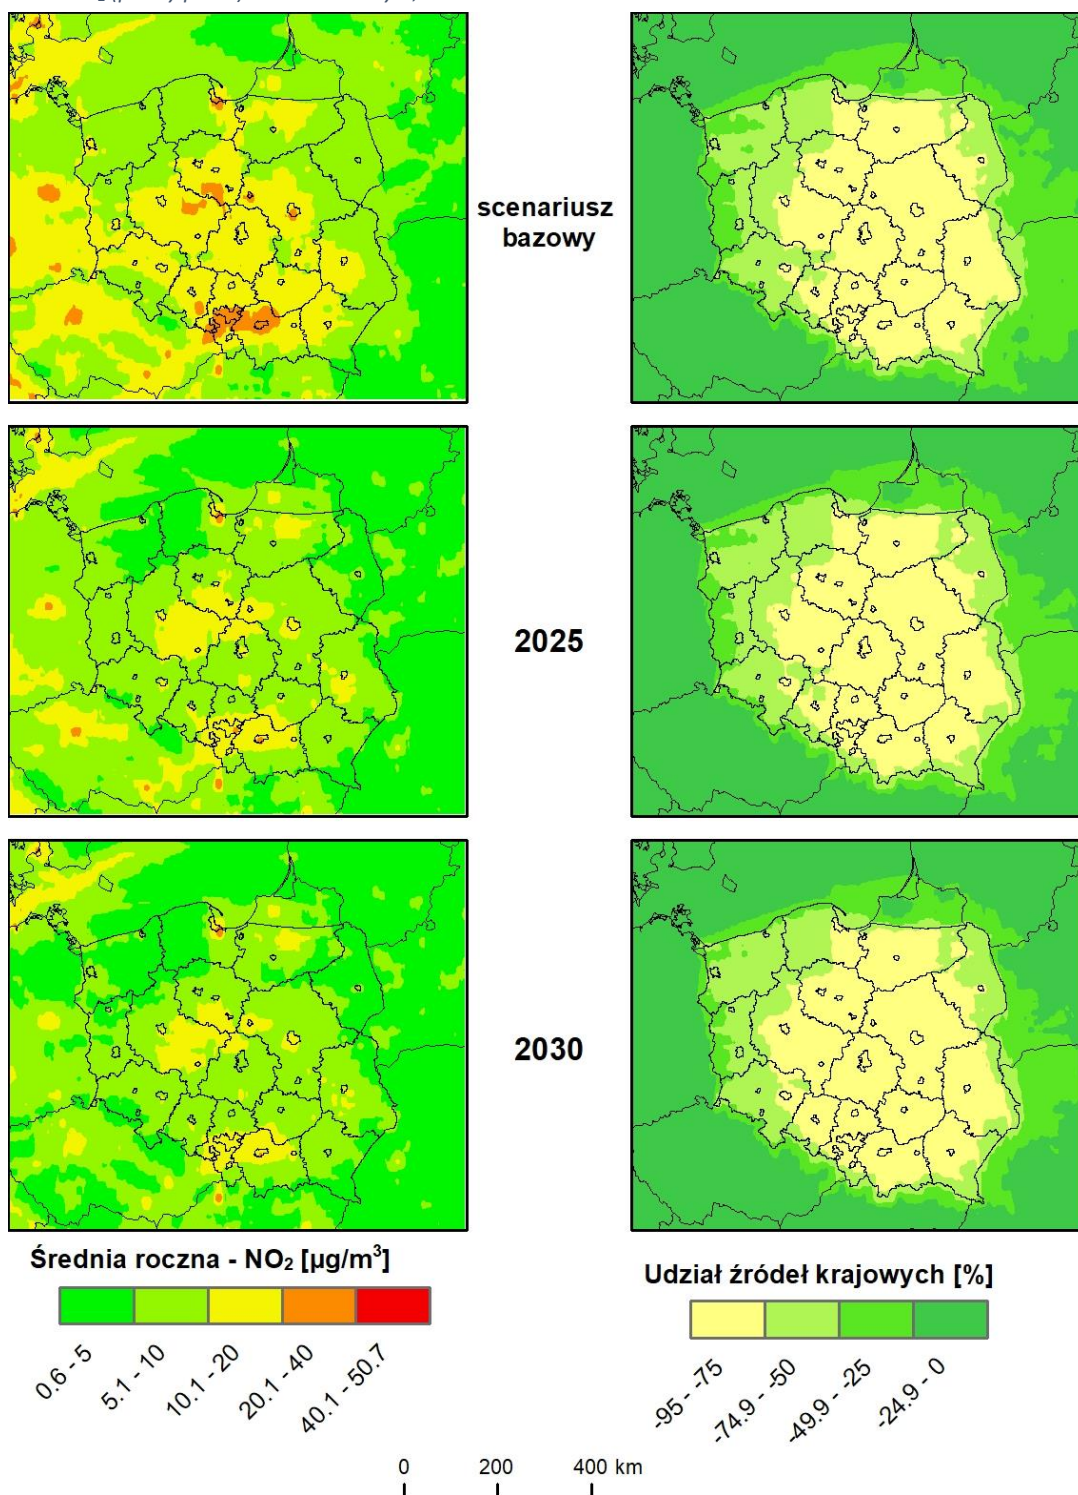 scenariusz
bazowy
2025
2030
Średnia roczna - NO₂ [µg/m³]
0.6 - 5
5.1 - 10
10.1 - 20
20.1 - 40
40.1 - 50.7
Udział źródeł krajowych [%]
-95 - -75
-74.9 - -50
-49.9 - -25
-24.9 - 0
0 200 400 km